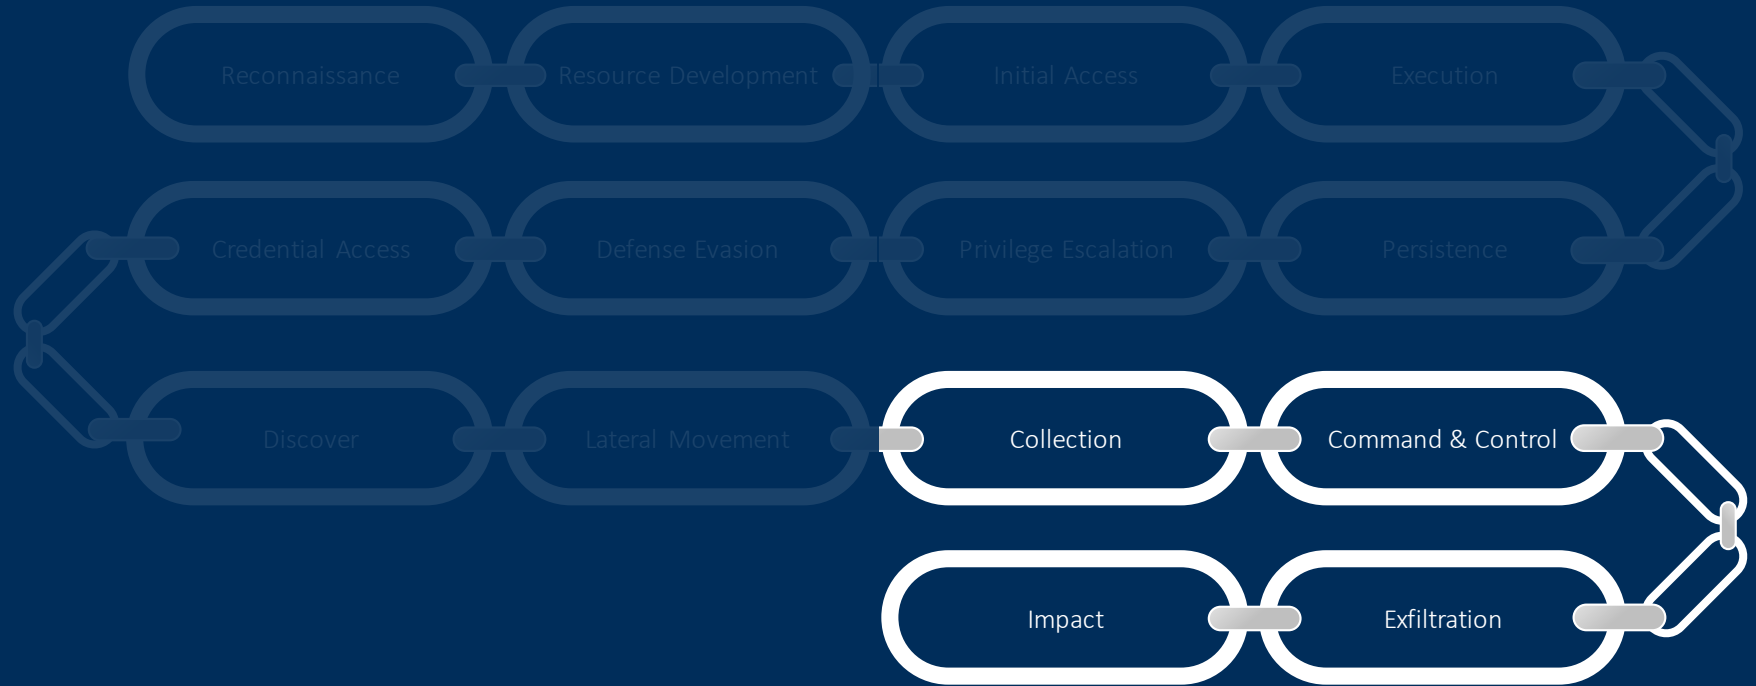 Reconnaissance
Resource Development
Initial Access
Execution
Credential Access
Defense Evasion
Privilege Escalation
Persistence
Discover
Lateral Movement
Collection
Command & Control
Impact
Exfiltration